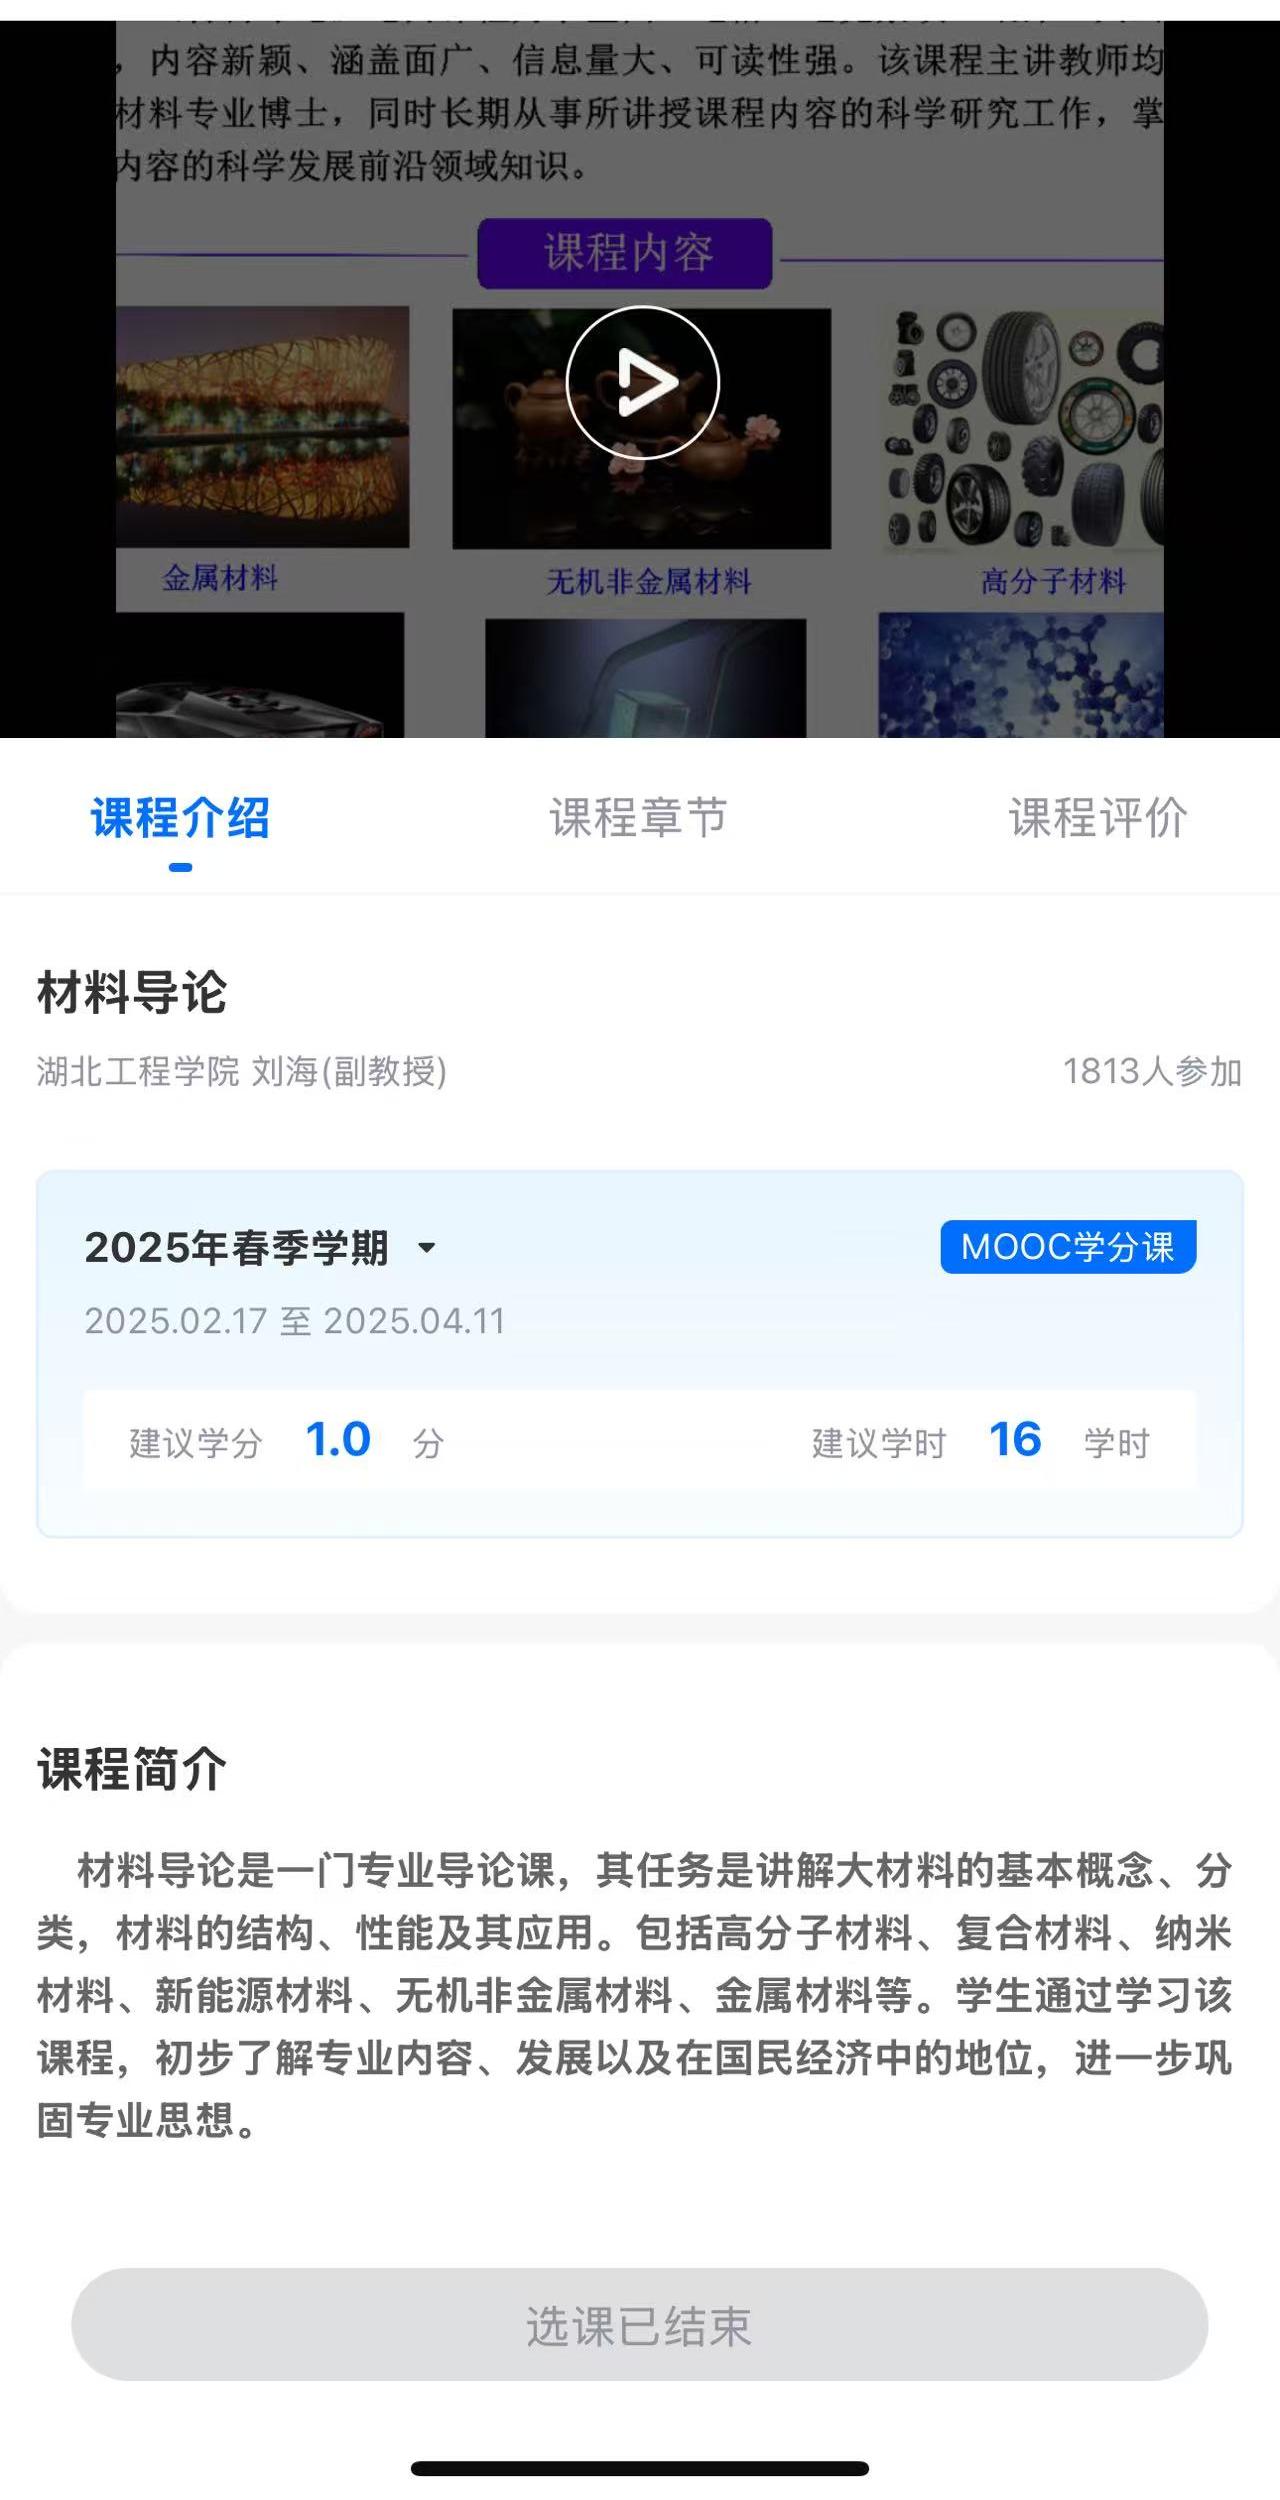 ，内容新颖、涵盖面广、信息量大、可读性强。该课程主讲教师均
材料专业博士，同时长期从事所讲授课程内容的科学研究工作，掌
内容的科学发展前沿领域知识。
课程内容
金属材料 无机非金属材料 高分子材料
课程介绍 课程章节 课程评价
材料导论
湖北工程学院 刘海(副教授) 1813人参加
2025年春季学期 MOOC学分课
2025.02.17 至 2025.04.11
建议学分 1.0 分 建议学时 16 学时
课程简介
材料导论是一门专业导论课，其任务是讲解大材料的基本概念、分
类，材料的结构、性能及其应用。包括高分子材料、复合材料、纳米
材料、新能源材料、无机非金属材料、金属材料等。学生通过学习该
课程，初步了解专业内容、发展以及在国民经济中的地位，进一步巩
固专业思想。
选课已结束